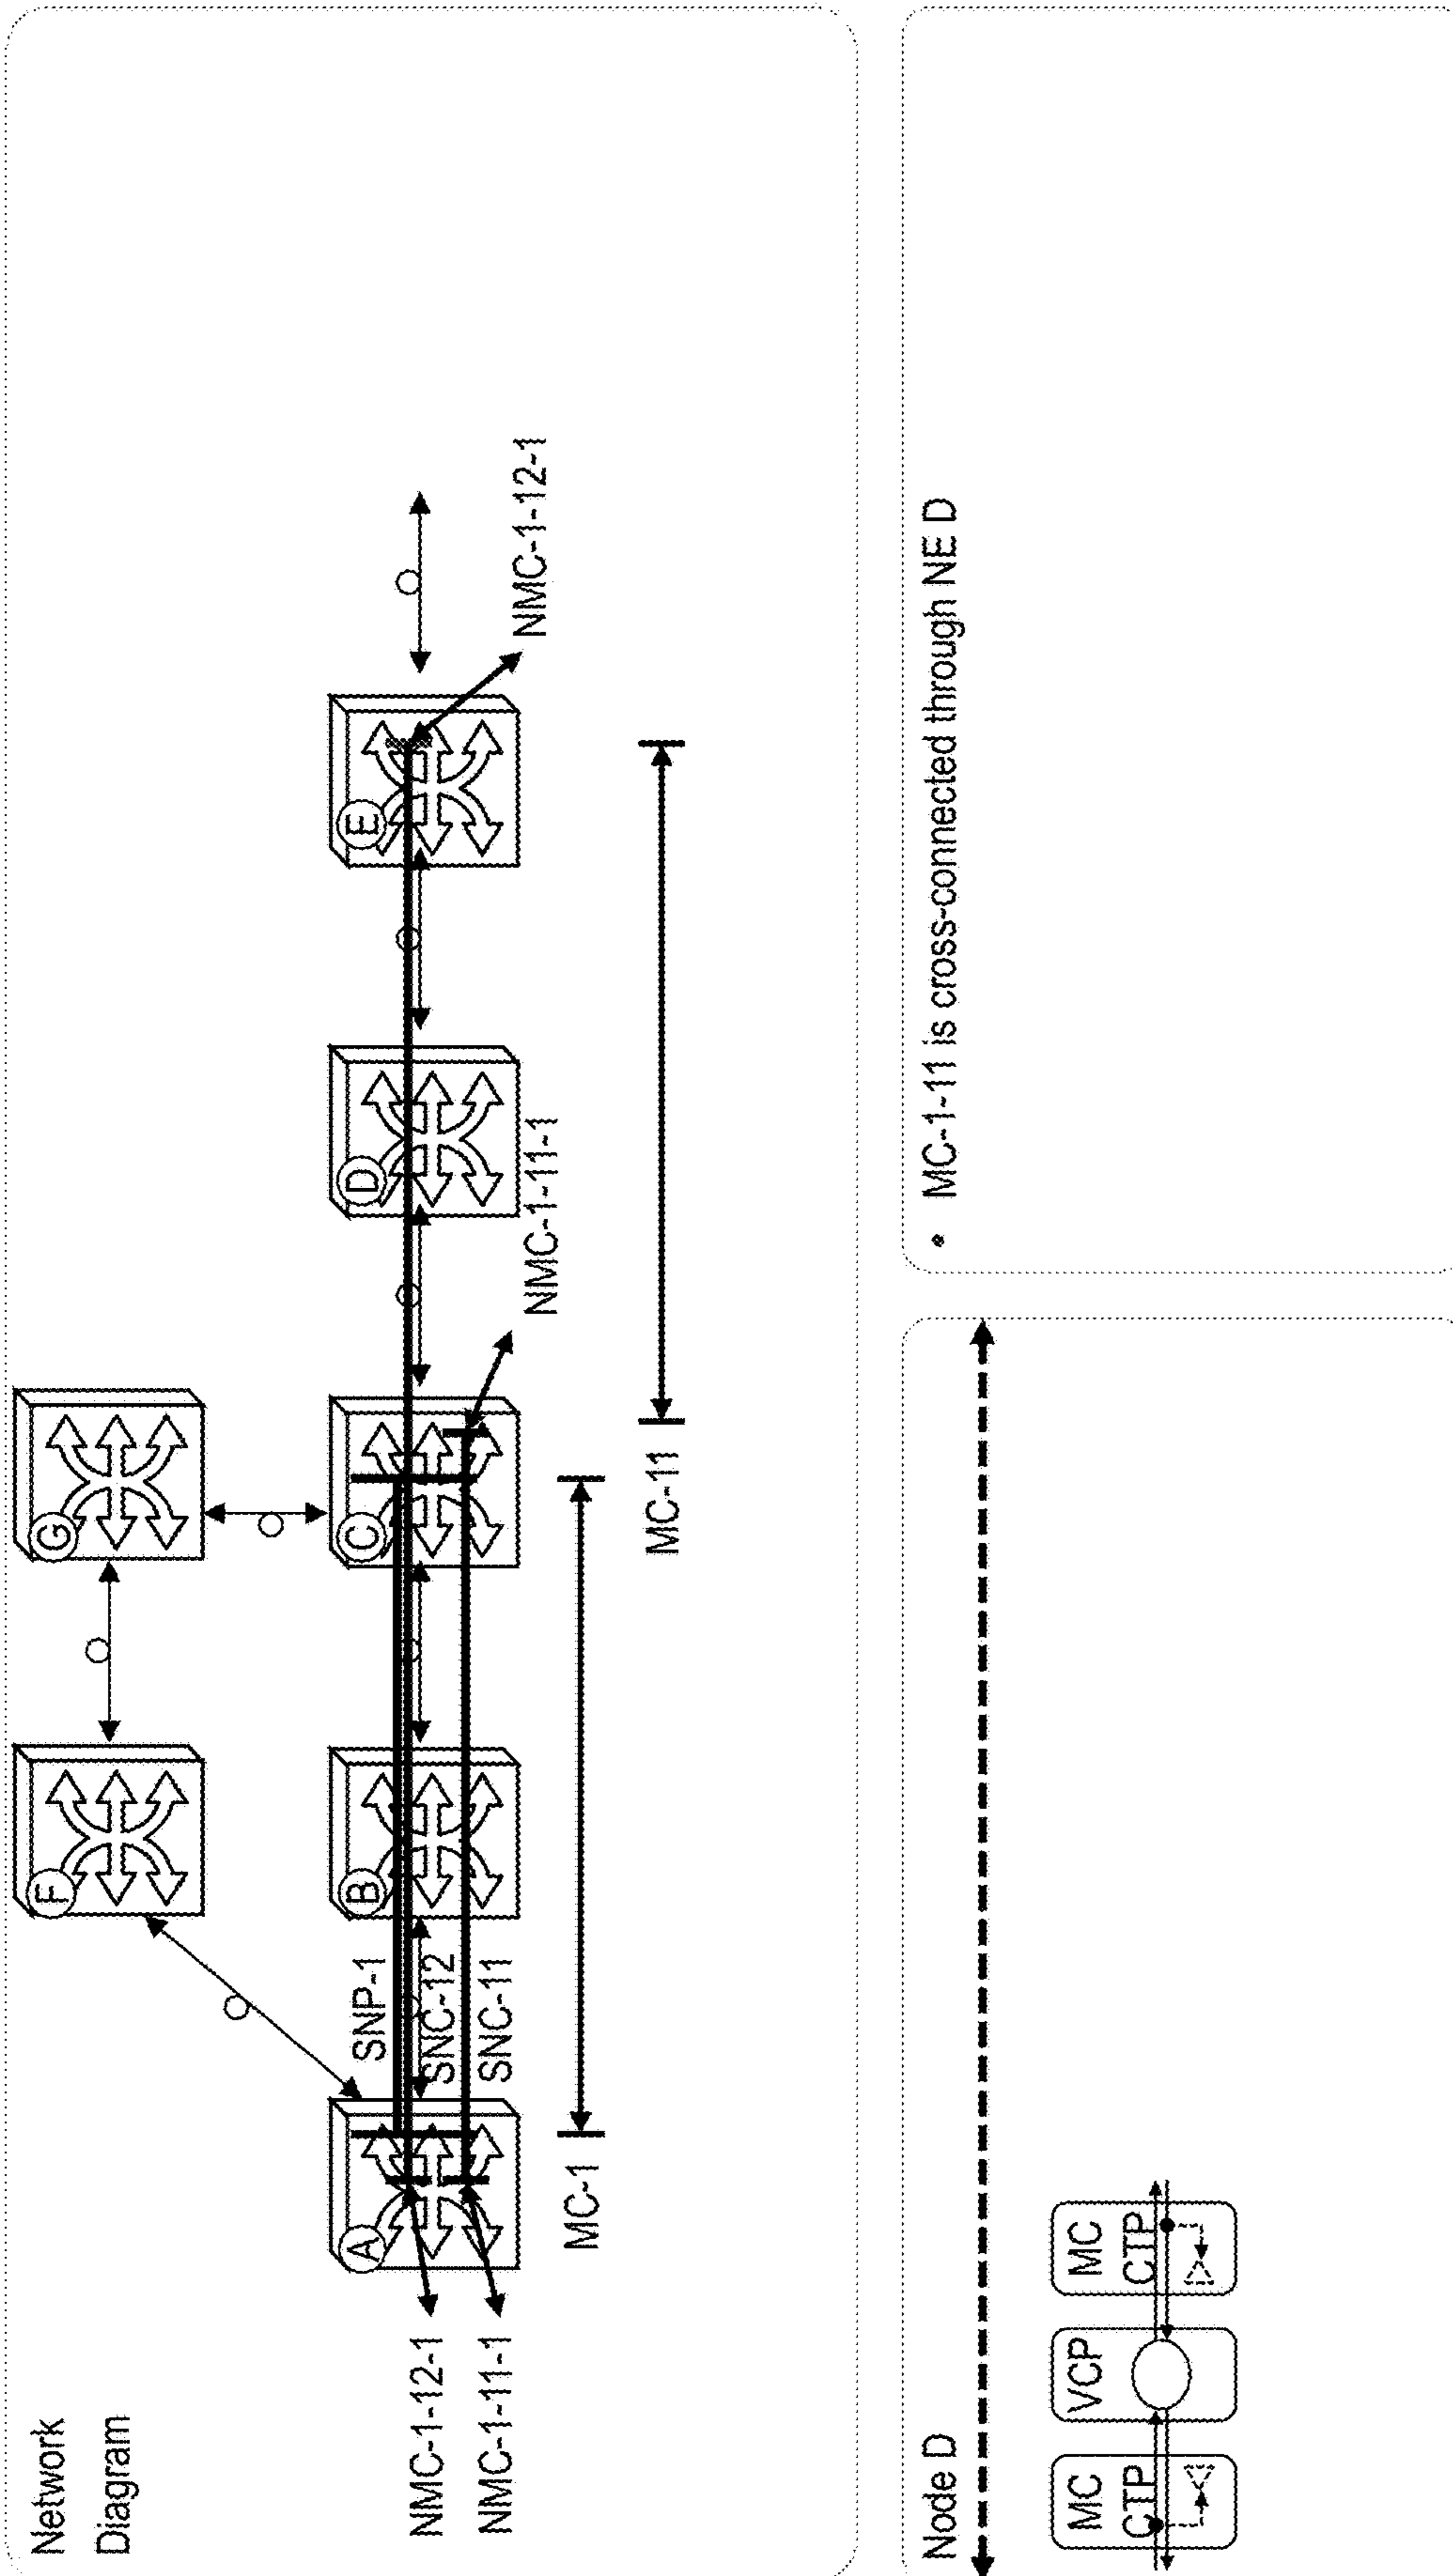 Network
Diagram
F
G
A
B
C
D
E
SNP-1
SNC-12
SNC-11
NMC-1-12-1
NMC-1-11-1
NMC-1-11-1
NMC-1-12-1
MC-1
MC-11
Node D
MC
CTP
VCP
MC
CTP
• MC-1-11 is cross-connected through NE D